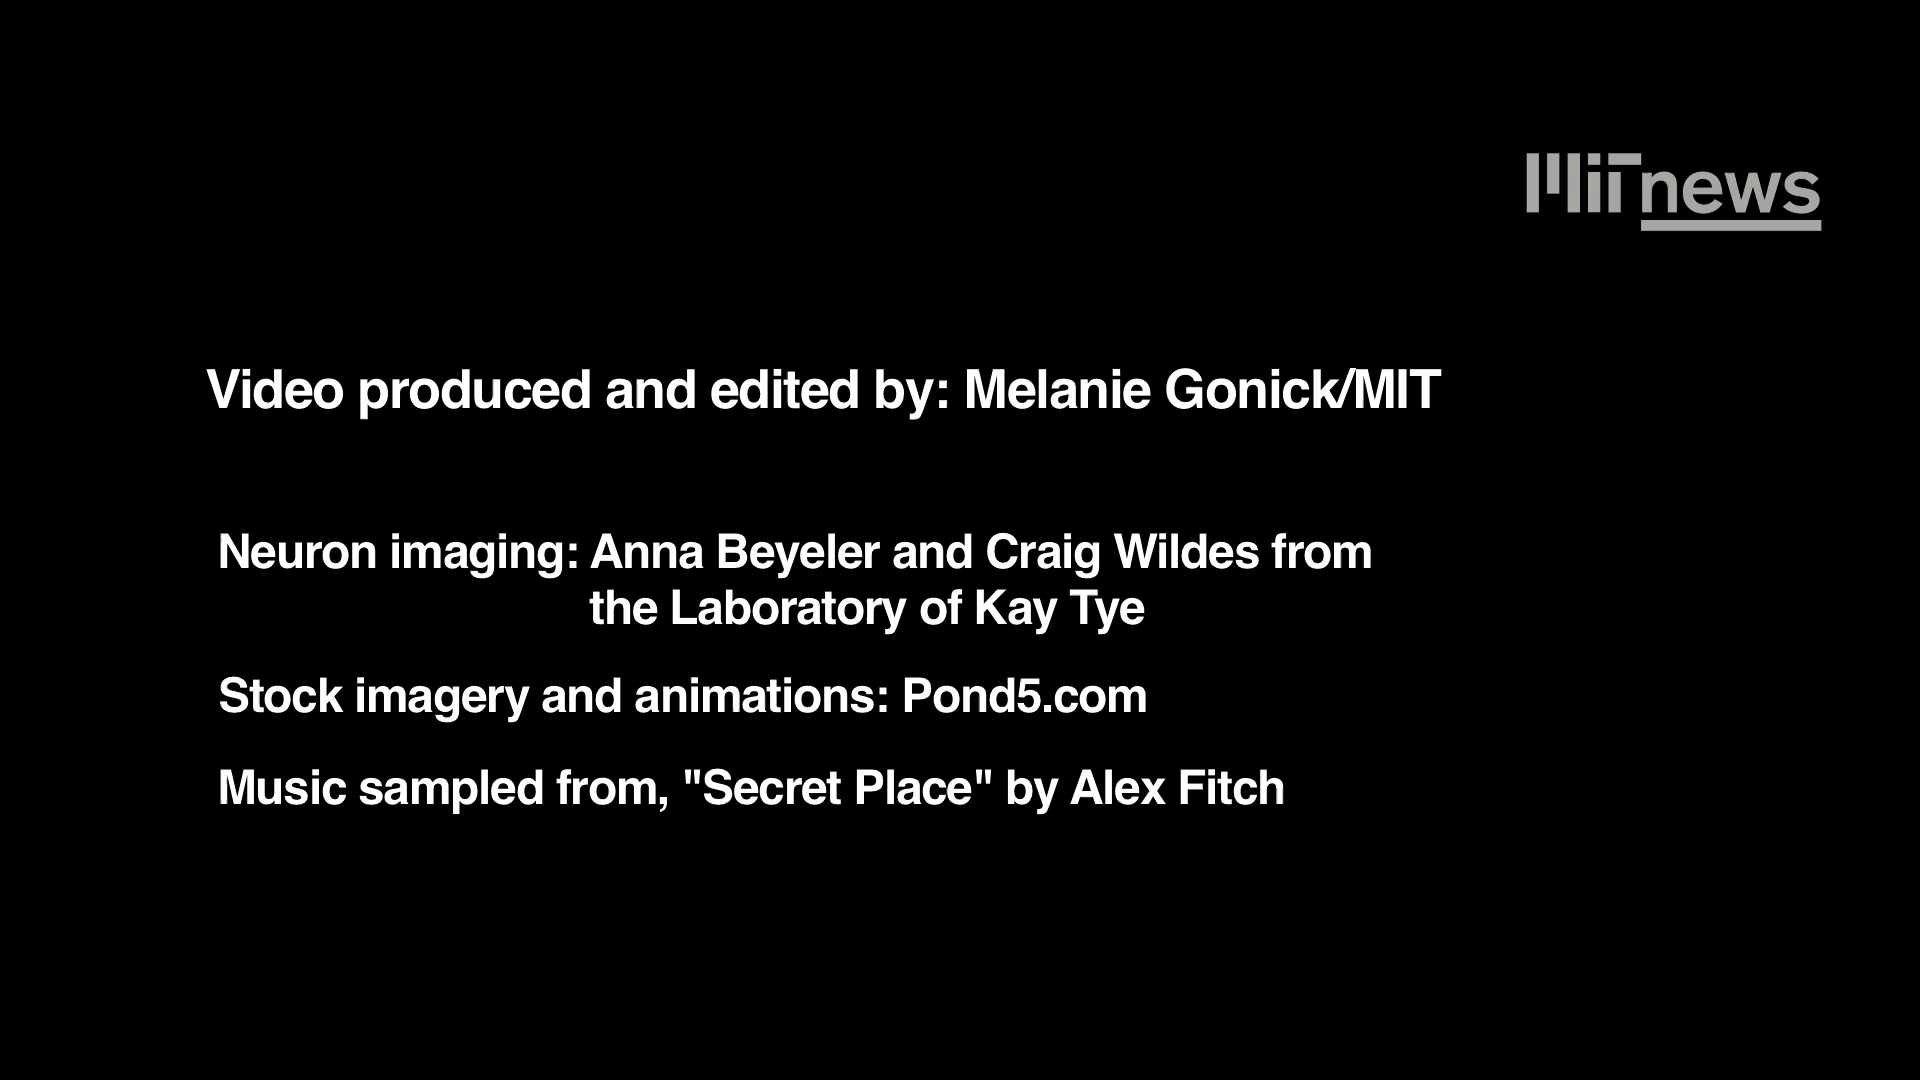 MIT news
Video produced and edited by: Melanie Gonick/MIT
Neuron imaging: Anna Beyeler and Craig Wildes from
the Laboratory of Kay Tye
Stock imagery and animations: Pond5.com
Music sampled from, "Secret Place" by Alex Fitch